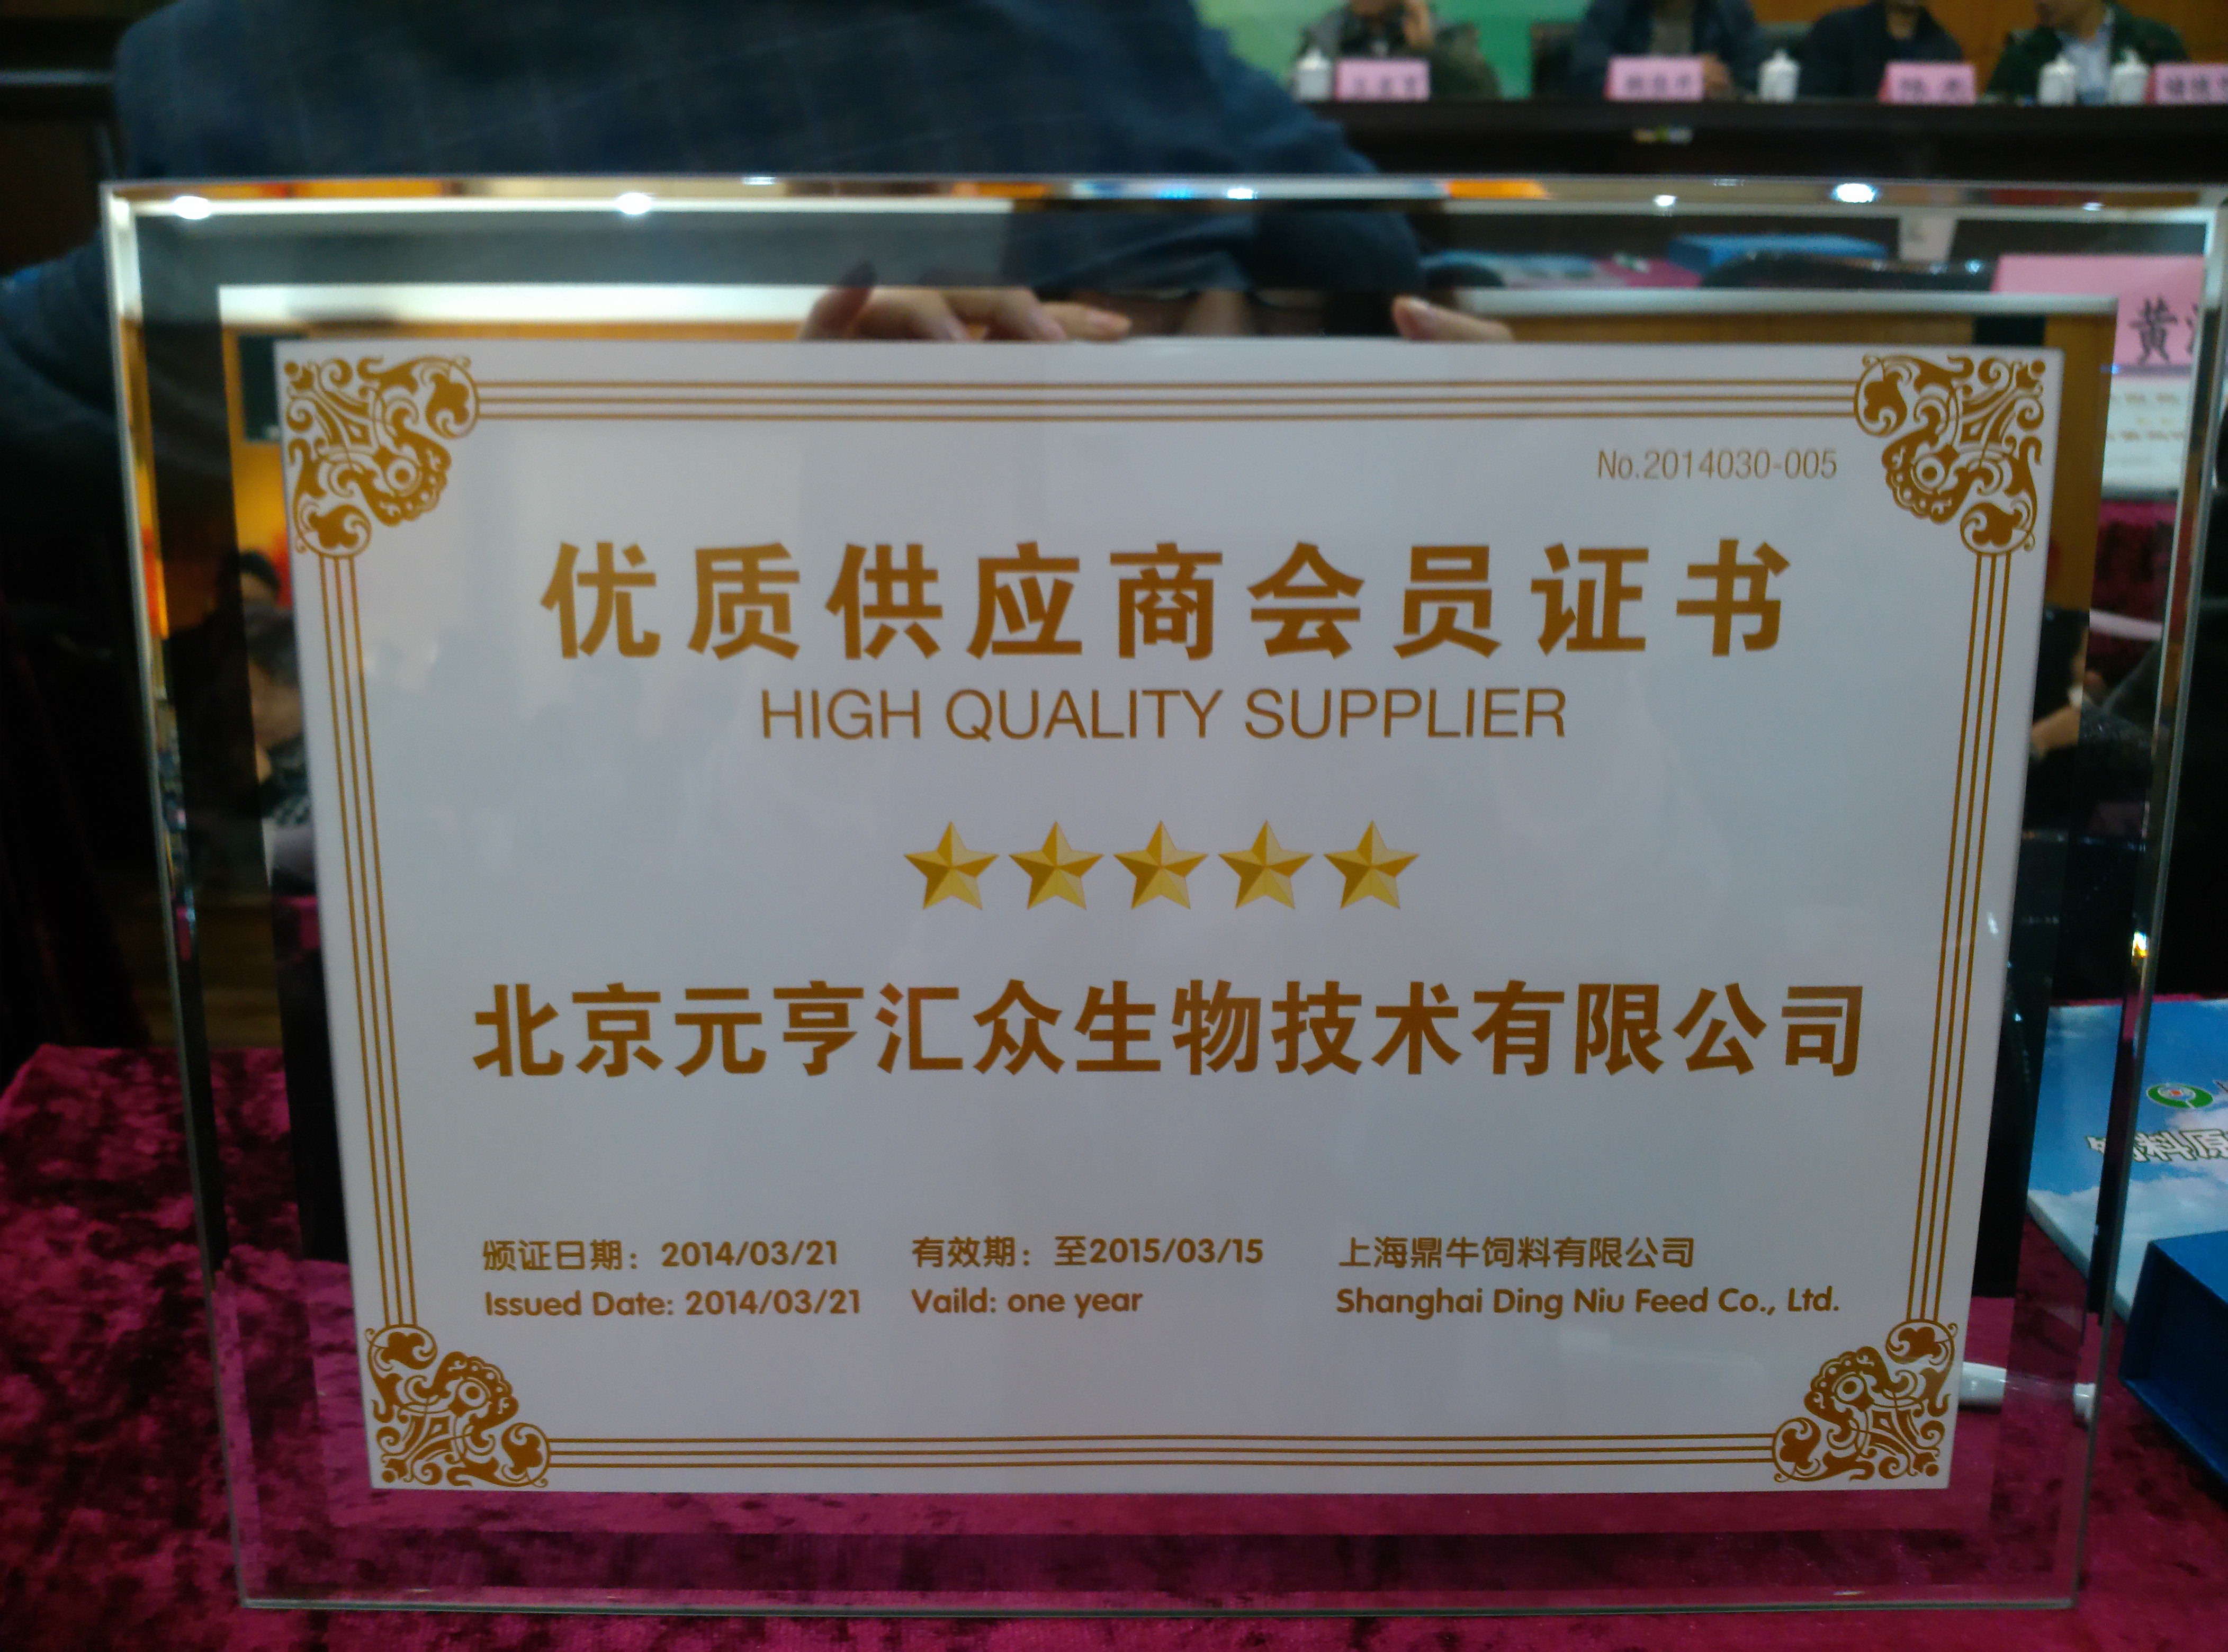 No.2014030-005
优质供应商会员证书
HIGH QUALITY SUPPLIER
北京元亨汇众生物技术有限公司
颁证日期：2014/03/21
Issued Date: 2014/03/21
有效期：至2015/03/15
Vaild: one year
上海鼎牛饲料有限公司
Shanghai Ding Niu Feed Co., Ltd.
黄
饲料原